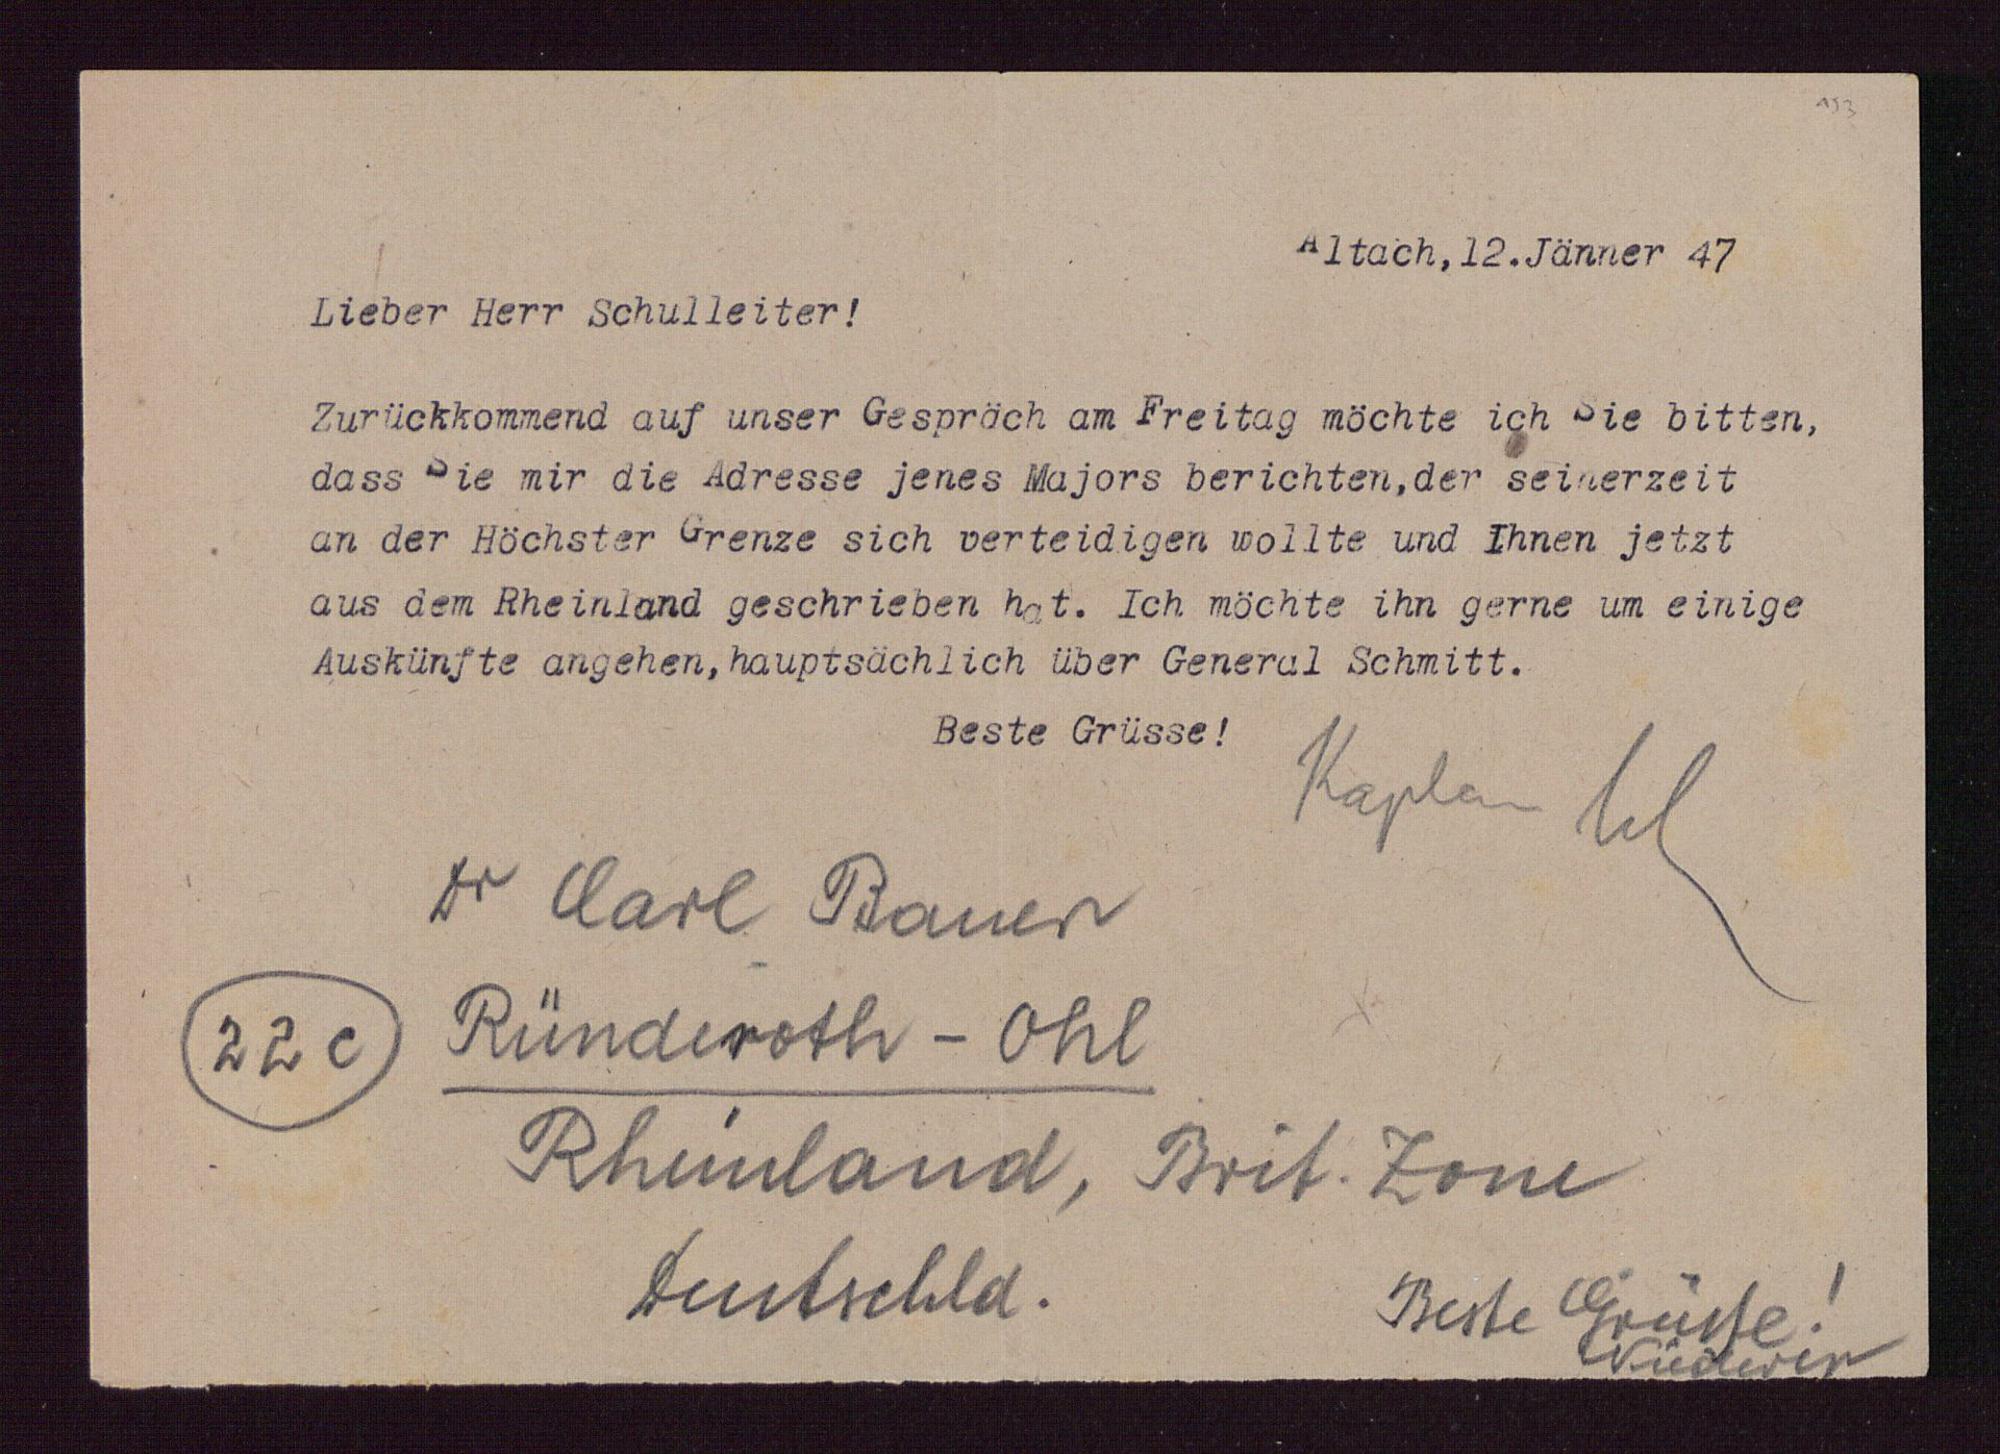 193
Altach,12.Jänner 47
Lieber Herr Schulleiter!
Zurückkommend auf unser Gespräch am Freitag möchte ich Sie bitten,
dass Sie mir die Adresse jenes Majors berichten,der seinerzeit
an der Höchster Grenze sich verteidigen wollte und Ihnen jetzt
aus dem Rheinland geschrieben hat. Ich möchte ihn gerne um einige
Auskünfte angehen,hauptsächlich über General Schmitt.
Beste Grüsse!
Kaplan
Dr Carl Bauer
22 c Ründeroth - Ohl
Rheinland, Brit. Zone
Deutschld.
Beste Grüsse!